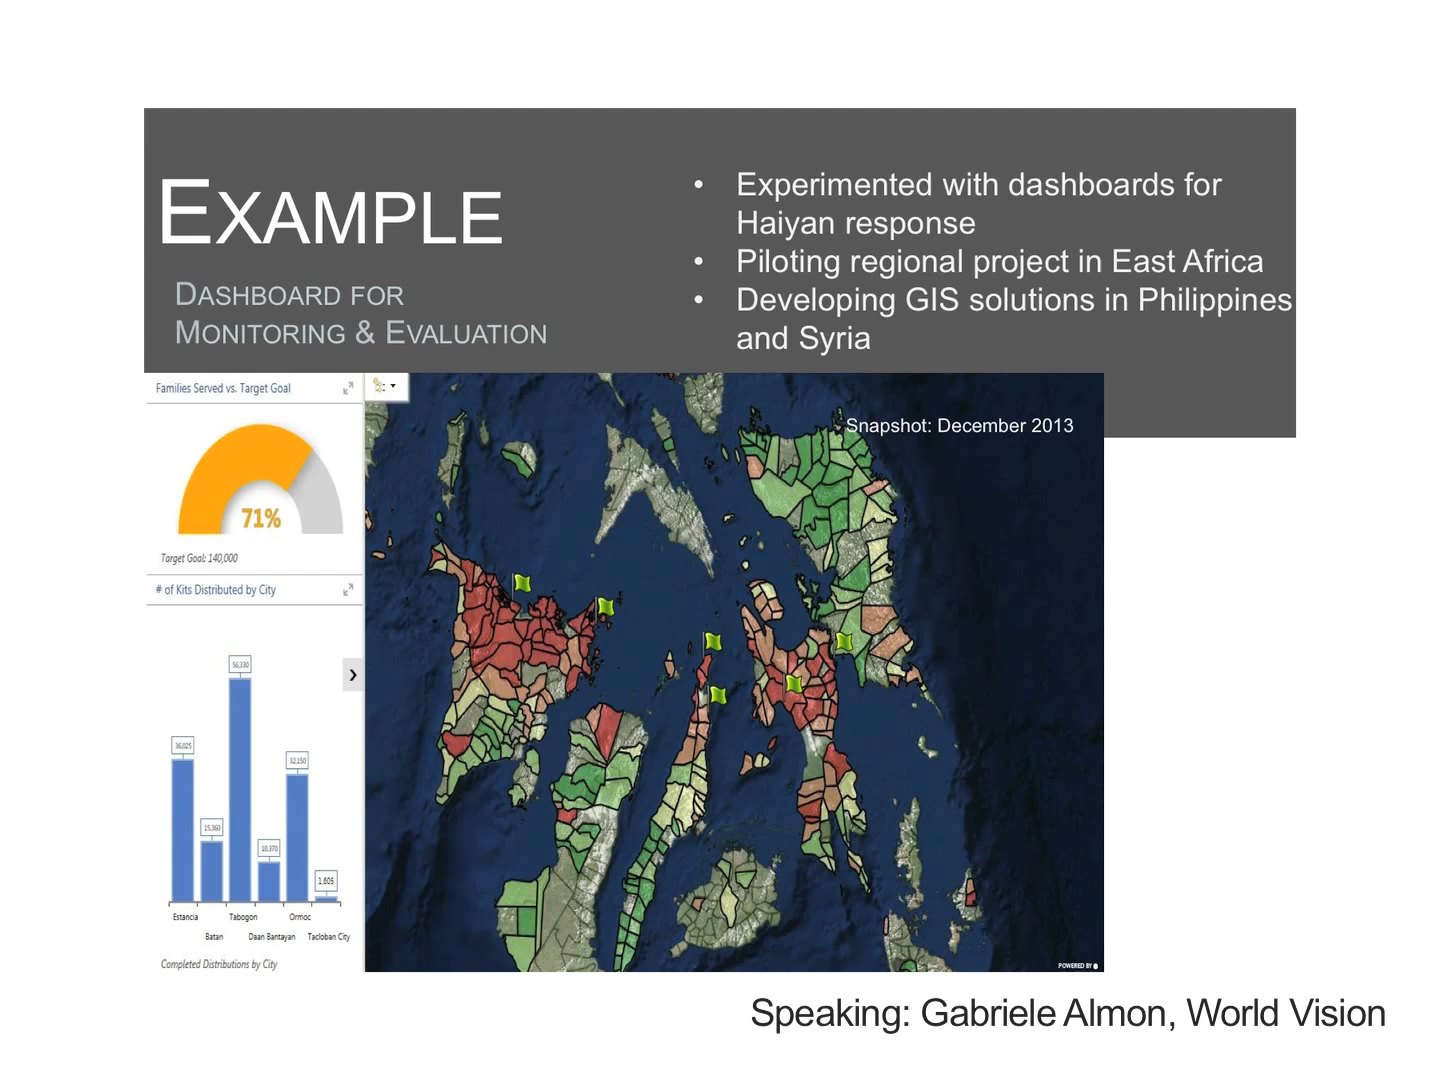 EXAMPLE
DASHBOARD FOR
MONITORING & EVALUATION
• Experimented with dashboards for
Haiyan response
• Piloting regional project in East Africa
• Developing GIS solutions in Philippines
and Syria
Families Served vs. Target Goal
71%
Target Goal: 140,000
# of Kits Distributed by City
56,330
36,025
32,150
15,360
10,370
1,605
Estancia
Tabogon
Ormoc
Batan
Daan Bantayan
Tacloban City
Completed Distributions by City
Snapshot: December 2013
POWERED BY
Speaking: Gabriele Almon, World Vision